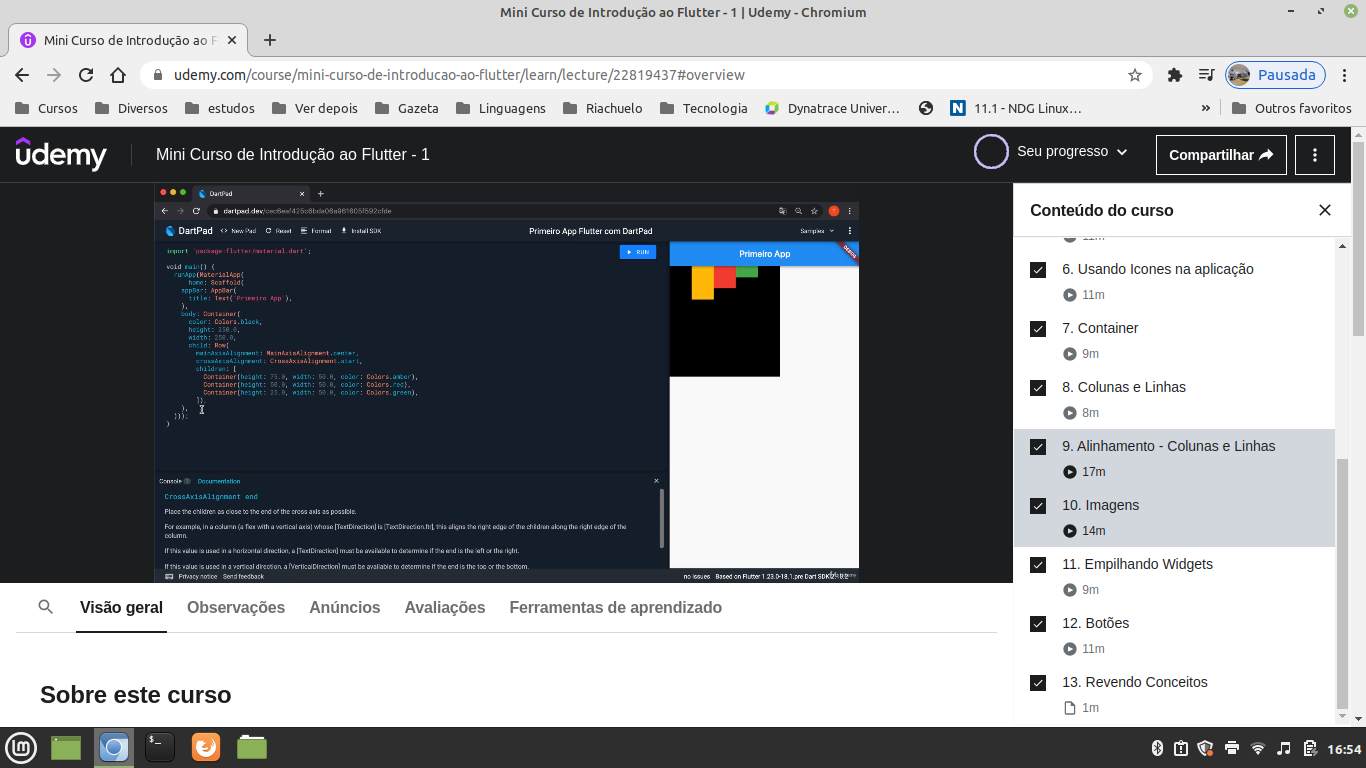 Mini Curso de Introdução ao Flutter - 1 | Udemy - Chromium
Mini Curso de Introdução ao F
udemy.com/course/mini-curso-de-introducao-ao-flutter/learn/lecture/22819437#overview
Pausada
Cursos Diversos estudos Ver depois Gazeta Linguagens Riachuelo Tecnologia Dynatrace Univer… 11.1 - NDG Linux… » Outros favoritos
udemy Mini Curso de Introdução ao Flutter - 1 Seu progresso Compartilhar
DartPad
dartpad.dev/
DartPad <> New Pad Reset Format Install SDK Primeiro App Flutter com DartPad Samples
import 'package:flutter/material.dart';
RUN
void main() {
runApp(MaterialApp(
home: Scaffold(
appBar: AppBar(
title: Text('Primeiro App'),
),
body: Container(
color: Colors.black,
height: 250.0,
width: 250.0,
child: Row(
mainAxisAlignment: MainAxisAlignment.center,
crossAxisAlignment: CrossAxisAlignment.start,
children: [
Container(height: 75.0, width: 50.0, color: Colors.amber),
Container(height: 50.0, width: 50.0, color: Colors.red),
Container(height: 25.0, width: 50.0, color: Colors.green),
]),
),
)));
}
Primeiro App
DEBUG
Console Documentation
CrossAxisAlignment end
Place the children as close to the end of the cross axis as possible.
For example, in a column (a flex with a vertical axis) whose [TextDirection] is [TextDirection.ltr], this aligns the right edge of the children along the right edge of the
column.
If this value is used in a horizontal direction, a [TextDirection] must be available to determine if the end is the left or the right.
If this value is used in a vertical direction, a [VerticalDirection] must be available to determine if the end is the top or the bottom.
Privacy notice Send feedback no issues Based on Flutter 1.23.0-18.1.pre Dart SDK
Conteúdo do curso
11m
6. Usando Icones na aplicação
11m
7. Container
9m
8. Colunas e Linhas
8m
9. Alinhamento - Colunas e Linhas
17m
10. Imagens
14m
11. Empilhando Widgets
9m
12. Botões
11m
13. Revendo Conceitos
1m
Visão geral Observações Anúncios Avaliações Ferramentas de aprendizado
Sobre este curso
16:54